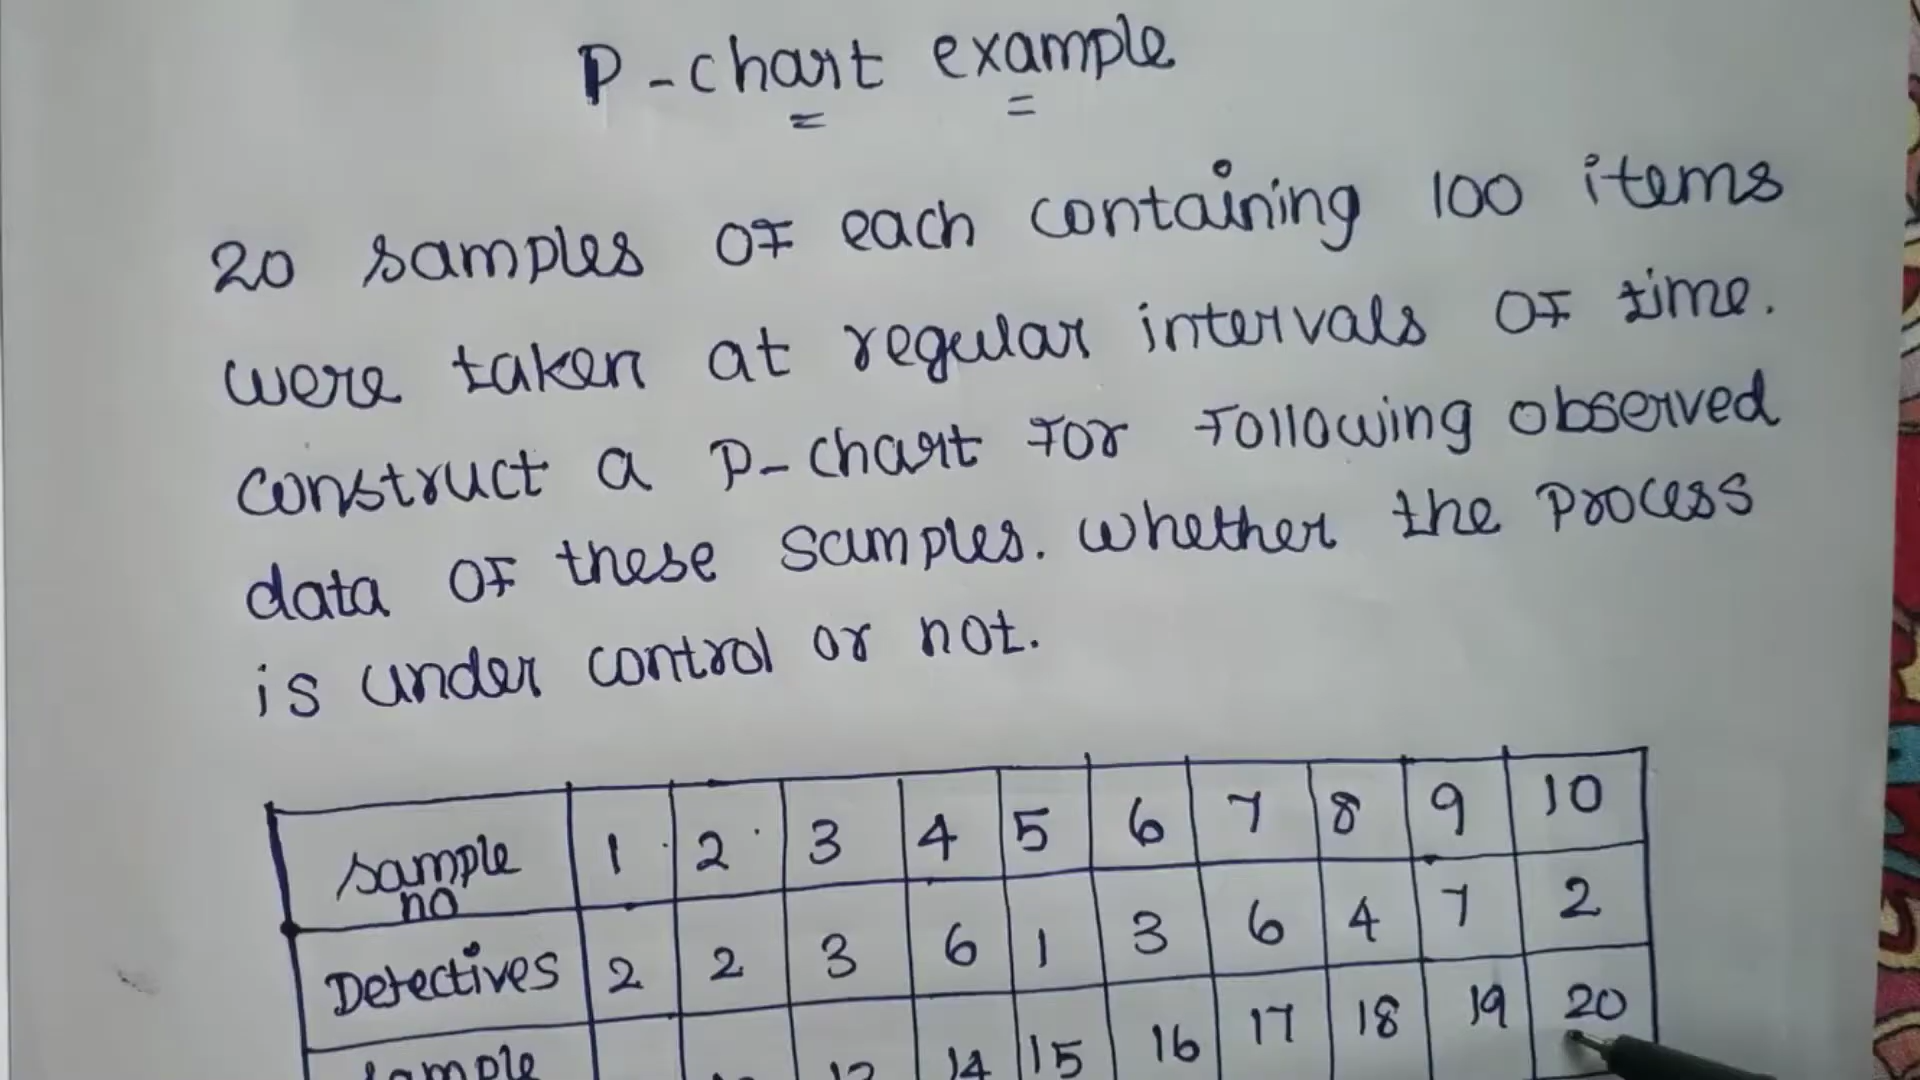 P-chart example
20 samples of each containing 100 items
were taken at regular intervals of time.
construct a P-chart for following observed
data of these samples. whether the process
is under control or not.
sample no 1 2 3 4 5 6 7 8 9 10
Defectives 2 2 3 6 1 3 6 4 7 2
sample 14 15 16 17 18 19 20